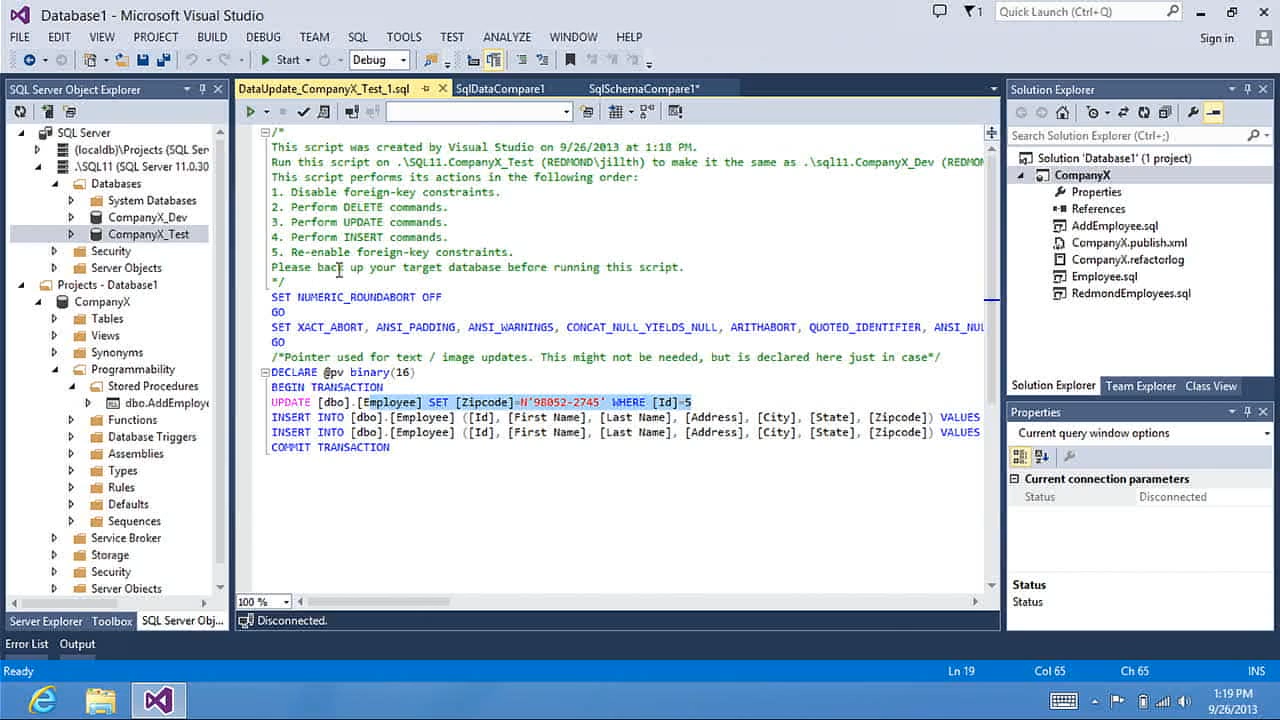 Database1 - Microsoft Visual Studio
1
Quick Launch (Ctrl+Q)
FILE EDIT VIEW PROJECT BUILD DEBUG TEAM SQL TOOLS TEST ANALYZE WINDOW HELP
Sign in
Start
Debug
SQL Server Object Explorer
SQL Server
(localdb)\Projects (SQL Ser
.\SQL11 (SQL Server 11.0.30
Databases
System Databases
CompanyX_Dev
CompanyX_Test
Security
Server Objects
Projects - Database1
CompanyX
Tables
Views
Synonyms
Programmability
Stored Procedures
dbo.AddEmploye
Functions
Database Triggers
Assemblies
Types
Rules
Defaults
Sequences
Service Broker
Storage
Security
Server Objects
Server Explorer Toolbox SQL Server Obj...
DataUpdate_CompanyX_Test_1.sql SqlDataCompare1 SqlSchemaCompare1*
/*
This script was created by Visual Studio on 9/26/2013 at 1:18 PM.
Run this script on .\SQL11.CompanyX_Test (REDMOND\jillth) to make it the same as .\sql11.CompanyX_Dev (REDMO
This script performs its actions in the following order:
1. Disable foreign-key constraints.
2. Perform DELETE commands.
3. Perform UPDATE commands.
4. Perform INSERT commands.
5. Re-enable foreign-key constraints.
Please back up your target database before running this script.
*/
SET NUMERIC_ROUNDABORT OFF
GO
SET XACT_ABORT, ANSI_PADDING, ANSI_WARNINGS, CONCAT_NULL_YIELDS_NULL, ARITHABORT, QUOTED_IDENTIFIER, ANSI_NUL
GO
/*Pointer used for text / image updates. This might not be needed, but is declared here just in case*/
DECLARE @pv binary(16)
BEGIN TRANSACTION
UPDATE [dbo].[Employee] SET [Zipcode]=N'98052-2745' WHERE [Id]=5
INSERT INTO [dbo].[Employee] ([Id], [First Name], [Last Name], [Address], [City], [State], [Zipcode]) VALUES
INSERT INTO [dbo].[Employee] ([Id], [First Name], [Last Name], [Address], [City], [State], [Zipcode]) VALUES
COMMIT TRANSACTION
100 %
Disconnected.
Solution Explorer
Search Solution Explorer (Ctrl+;)
Solution 'Database1' (1 project)
CompanyX
Properties
References
AddEmployee.sql
CompanyX.publish.xml
CompanyX.refactorlog
Employee.sql
RedmondEmployees.sql
Solution Explorer Team Explorer Class View
Properties
Current query window options
Current connection parameters
Status Disconnected
Status
Status
Error List Output
Ready Ln 19 Col 65 Ch 65 INS
1:19 PM
9/26/2013